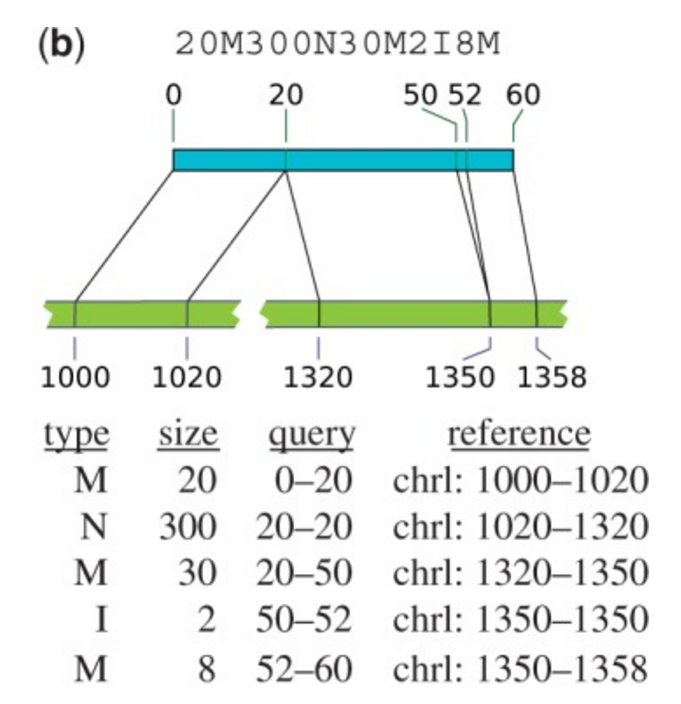 (b) 20M300N30M2I8M
0 20 50 52 60
1000 1020 1320 1350 1358
type size query reference
M 20 0–20 chrl: 1000–1020
N 300 20–20 chrl: 1020–1320
M 30 20–50 chrl: 1320–1350
I 2 50–52 chrl: 1350–1350
M 8 52–60 chrl: 1350–1358